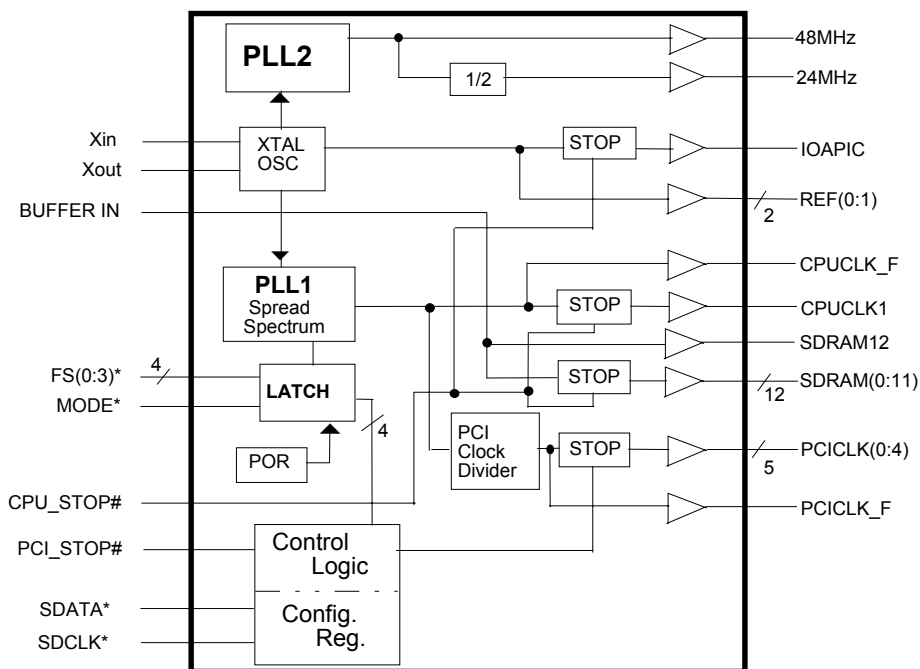 PLL2
48MHz
1/2
24MHz
Xin
Xout
XTAL
OSC
STOP
IOAPIC
BUFFER IN
REF(0:1)
2
PLL1
Spread
Spectrum
CPUCLK_F
STOP
CPUCLK1
SDRAM12
FS(0:3)*
4
LATCH
STOP
SDRAM(0:11)
12
MODE*
4
POR
PCI
Clock
Divider
STOP
PCICLK(0:4)
5
CPU_STOP#
PCICLK_F
PCI_STOP#
Control
Logic
SDATA*
SDCLK*
Config.
Reg.